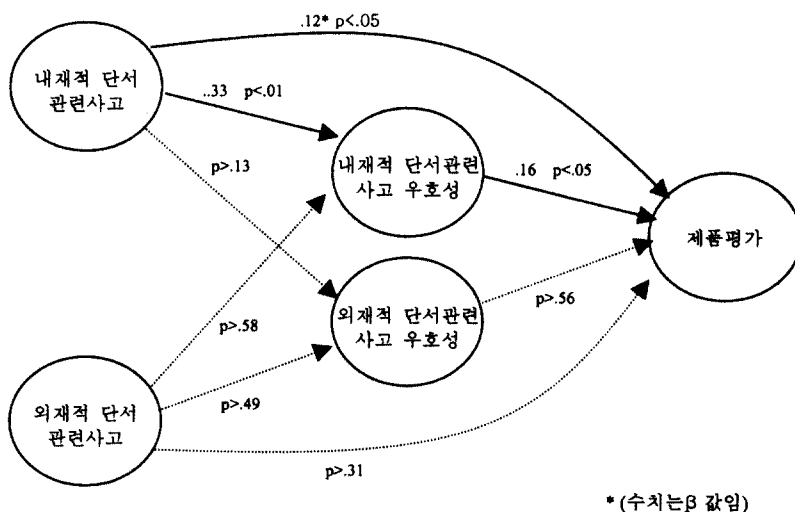 .12* p<.05
내재적 단서
관련사고
..33 p<.01
p>.13
내재적 단서관련
사고 우호성
.16 p<.05
제품평가
외재적 단서관련
사고 우호성
p>.56
p>.58
외재적 단서
관련사고
p>.49
p>.31
* (수치는β 값임)